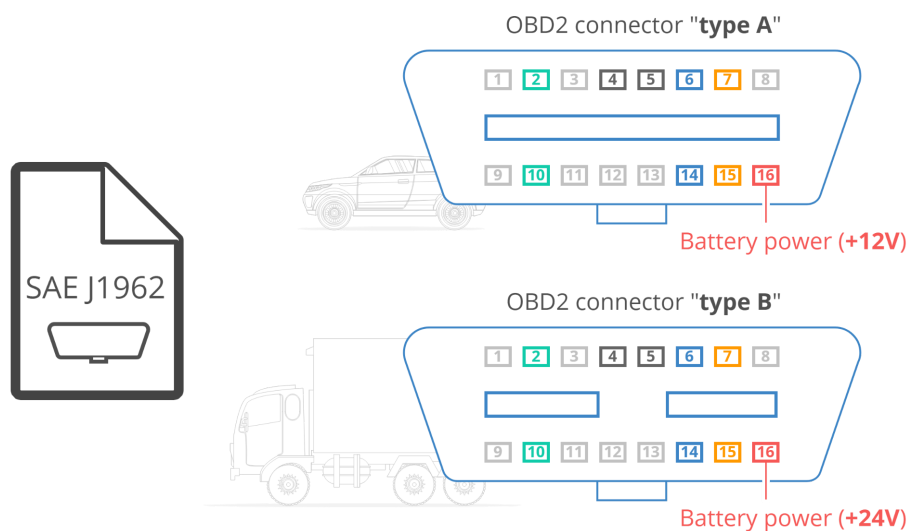 OBD2 connector "type A"
1 2 3 4 5 6 7 8
9 10 11 12 13 14 15 16
Battery power (+12V)
SAE J1962
OBD2 connector "type B"
1 2 3 4 5 6 7 8
9 10 11 12 13 14 15 16
Battery power (+24V)